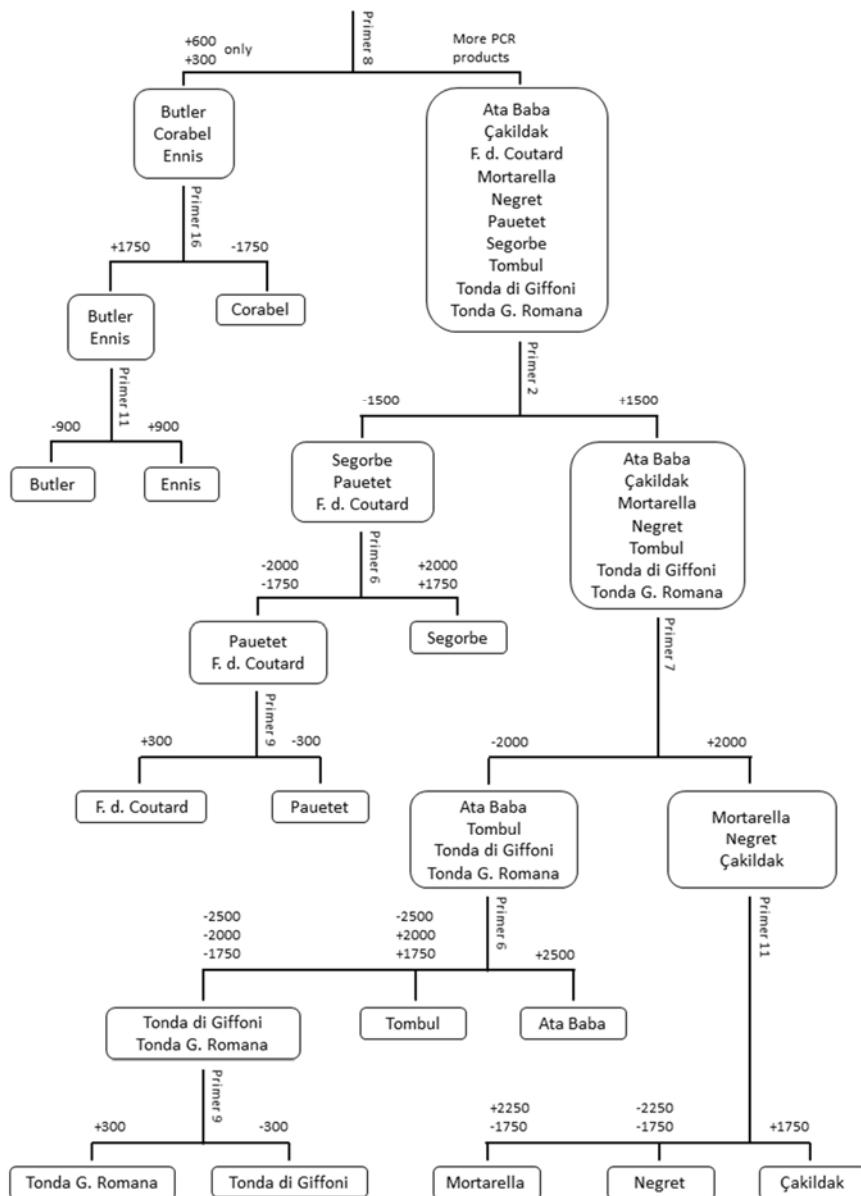 +600
+300
only
Primer 8
More PCR
products
Butler
Corabel
Ennis
Ata Baba
Çakildak
F. d. Coutard
Mortarella
Negret
Pauetet
Segorbe
Tombul
Tonda di Giffoni
Tonda G. Romana
Primer 16
+1750
-1750
Butler
Ennis
Corabel
Primer 11
-900
+900
Butler
Ennis
Primer 2
-1500
+1500
Segorbe
Pauetet
F. d. Coutard
Ata Baba
Çakildak
Mortarella
Negret
Tombul
Tonda di Giffoni
Tonda G. Romana
Primer 6
-2000
-1750
+2000
+1750
Pauetet
F. d. Coutard
Segorbe
Primer 9
+300
-300
F. d. Coutard
Pauetet
Primer 7
-2000
+2000
Ata Baba
Tombul
Tonda di Giffoni
Tonda G. Romana
Mortarella
Negret
Çakildak
Primer 6
-2500
-2000
-1750
-2500
+2000
+1750
+2500
Tonda di Giffoni
Tonda G. Romana
Tombul
Ata Baba
Primer 9
+300
-300
Tonda G. Romana
Tonda di Giffoni
Primer 11
+2250
-1750
-2250
-1750
+1750
Mortarella
Negret
Çakildak